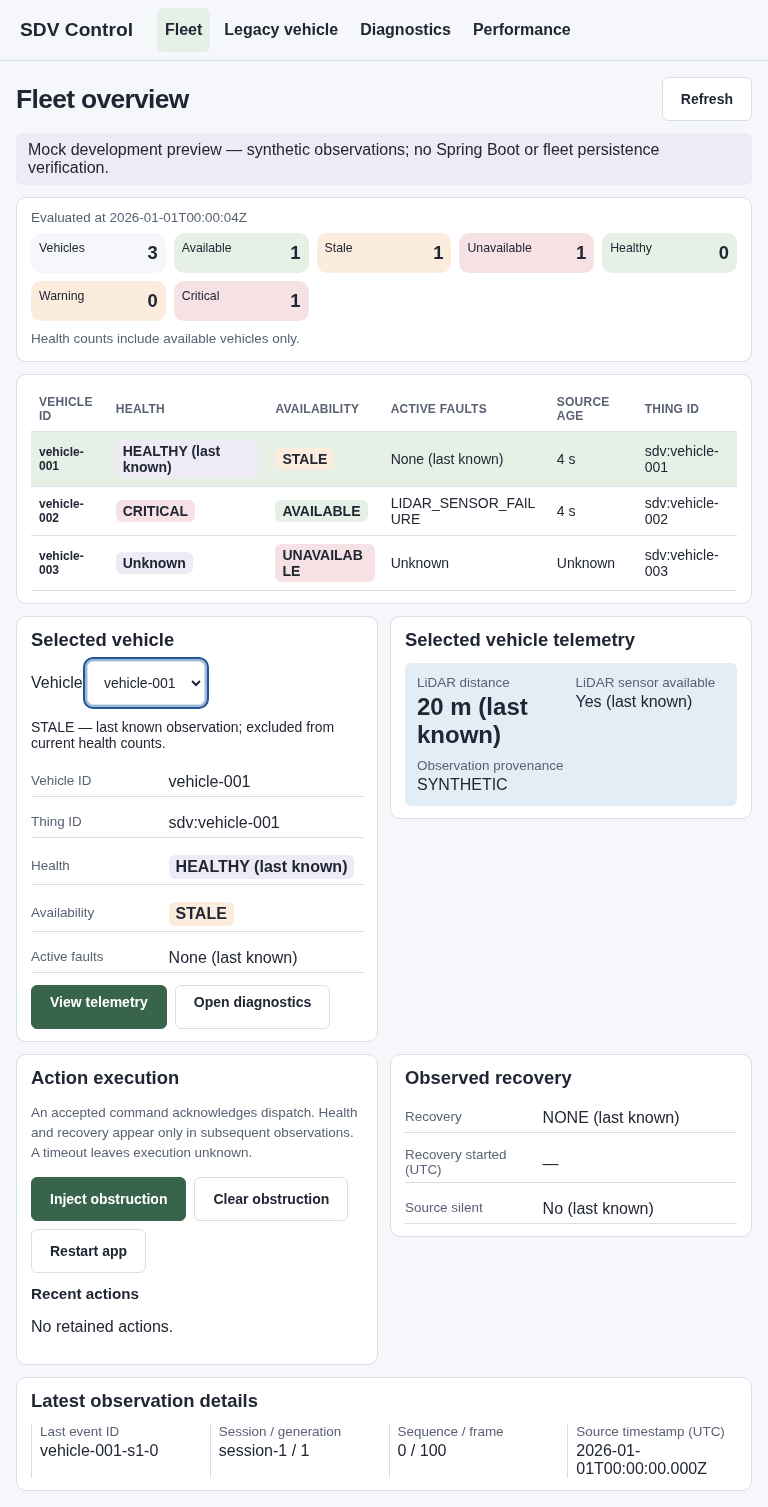 SDV Control Fleet Legacy vehicle Diagnostics Performance
Fleet overview Refresh
Mock development preview — synthetic observations; no Spring Boot or fleet persistence
verification.
Evaluated at 2026-01-01T00:00:04Z
Vehicles 3 Available 1 Stale 1 Unavailable 1 Healthy 0
Warning 0 Critical 1
Health counts include available vehicles only.
VEHICLE ID HEALTH AVAILABILITY ACTIVE FAULTS SOURCE AGE THING ID
vehicle-001 HEALTHY (last known) STALE None (last known) 4 s sdv:vehicle-001
vehicle-002 CRITICAL AVAILABLE LIDAR_SENSOR_FAILURE 4 s sdv:vehicle-002
vehicle-003 Unknown UNAVAILABLE Unknown Unknown sdv:vehicle-003
Selected vehicle
Vehicle vehicle-001
STALE — last known observation; excluded from
current health counts.
Vehicle ID vehicle-001
Thing ID sdv:vehicle-001
Health HEALTHY (last known)
Availability STALE
Active faults None (last known)
View telemetry Open diagnostics
Selected vehicle telemetry
LiDAR distance
20 m (last
known)
LiDAR sensor available
Yes (last known)
Observation provenance
SYNTHETIC
Action execution
An accepted command acknowledges dispatch. Health
and recovery appear only in subsequent observations.
A timeout leaves execution unknown.
Inject obstruction Clear obstruction
Restart app
Recent actions
No retained actions.
Observed recovery
Recovery NONE (last known)
Recovery started
(UTC) —
Source silent No (last known)
Latest observation details
Last event ID
vehicle-001-s1-0
Session / generation
session-1 / 1
Sequence / frame
0 / 100
Source timestamp (UTC)
2026-01-
01T00:00:00.000Z